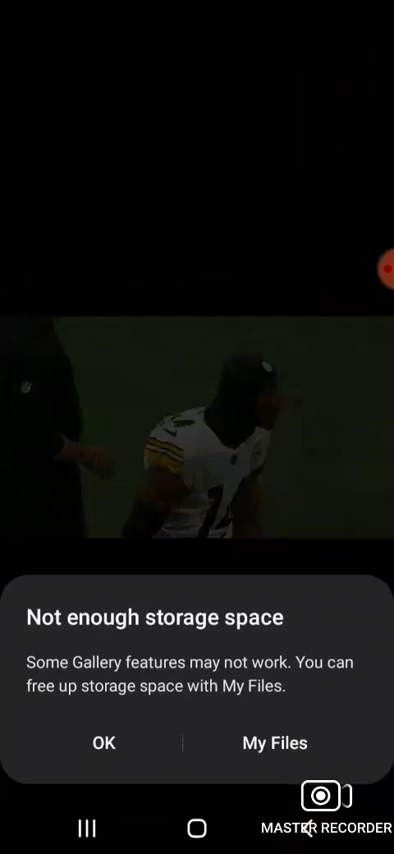 Not enough storage space
Some Gallery features may not work. You can
free up storage space with My Files.
OK
My Files
MASTER RECORDER